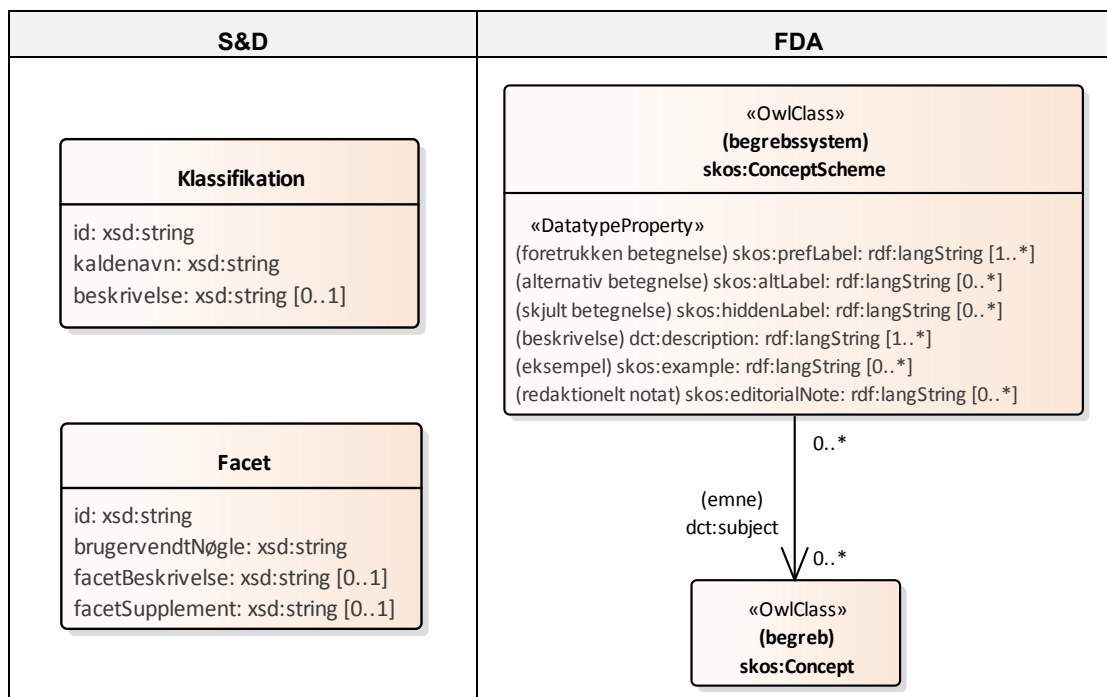 S&D
FDA
Klassifikation
id: xsd:string
kaldenavn: xsd:string
beskrivelse: xsd:string [0..1]
Facet
id: xsd:string
brugervendtNøgle: xsd:string
facetBeskrivelse: xsd:string [0..1]
facetSupplement: xsd:string [0..1]
«OwlClass»
(begrebssystem)
skos:ConceptScheme
«DatatypeProperty»
(foretrukken betegnelse) skos:prefLabel: rdf:langString [1..*]
(alternativ betegnelse) skos:altLabel: rdf:langString [0..*]
(skjult betegnelse) skos:hiddenLabel: rdf:langString [0..*]
(beskrivelse) dct:description: rdf:langString [1..*]
(eksempel) skos:example: rdf:langString [0..*]
(redaktionelt notat) skos:editorialNote: rdf:langString [0..*]
0..*
(emne)
dct:subject
0..*
«OwlClass»
(begreb)
skos:Concept